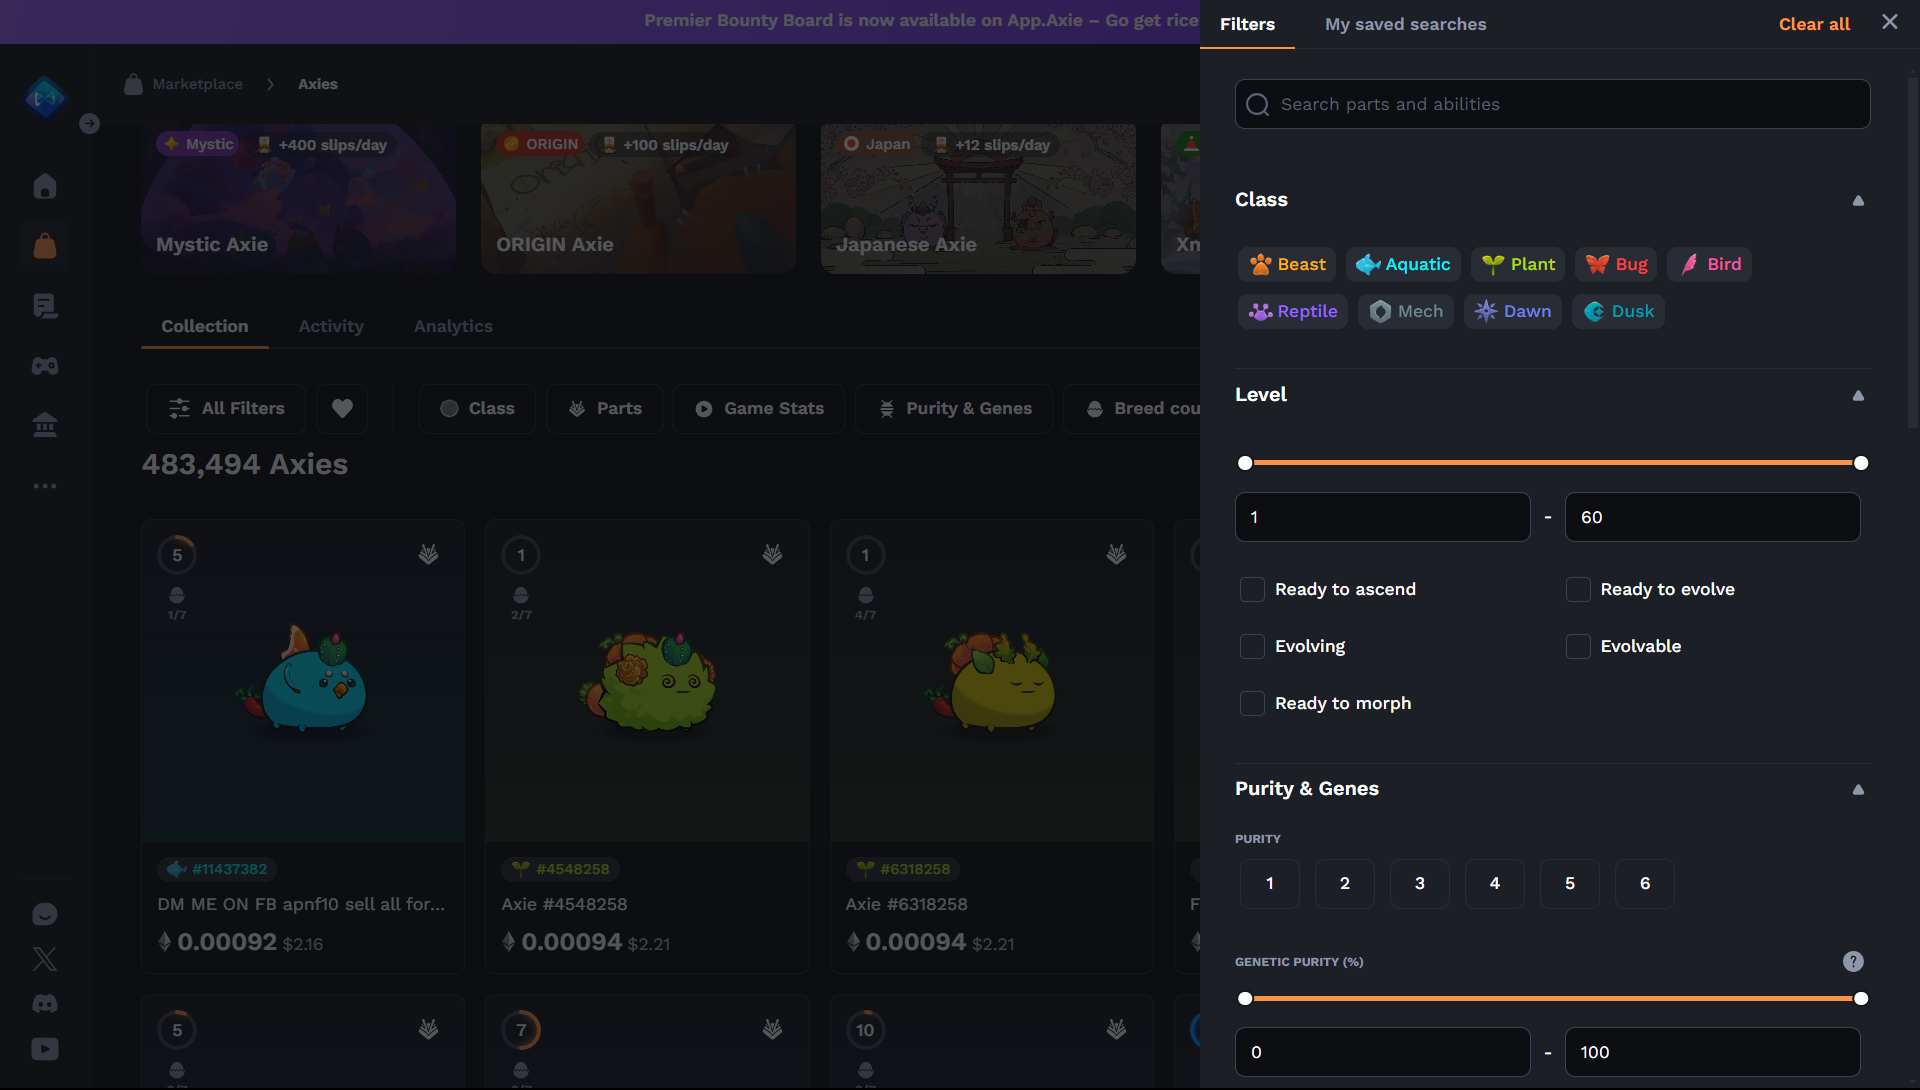 Premier Bounty Board is now available on App.Axie – Go get rice
Marketplace
Axies
Mystic
+400 slips/day
Mystic Axie
ORIGIN
+100 slips/day
ORIGIN Axie
Japan
+12 slips/day
Japanese Axie
Xn
Collection
Activity
Analytics
All Filters
Class
Parts
Game Stats
Purity & Genes
Breed cou
483,494 Axies
5
1/7
#11437382
DM ME ON FB apnf10 sell all for...
0.00092 $2.16
1
2/7
#4548258
Axie #4548258
0.00094 $2.21
1
4/7
#6318258
Axie #6318258
0.00094 $2.21
F
5
7
10
Filters
My saved searches
Clear all
Search parts and abilities
Class
Beast
Aquatic
Plant
Bug
Bird
Reptile
Mech
Dawn
Dusk
Level
1 - 60
Ready to ascend
Ready to evolve
Evolving
Evolvable
Ready to morph
Purity & Genes
PURITY
1
2
3
4
5
6
GENETIC PURITY (%)
?
0 - 100